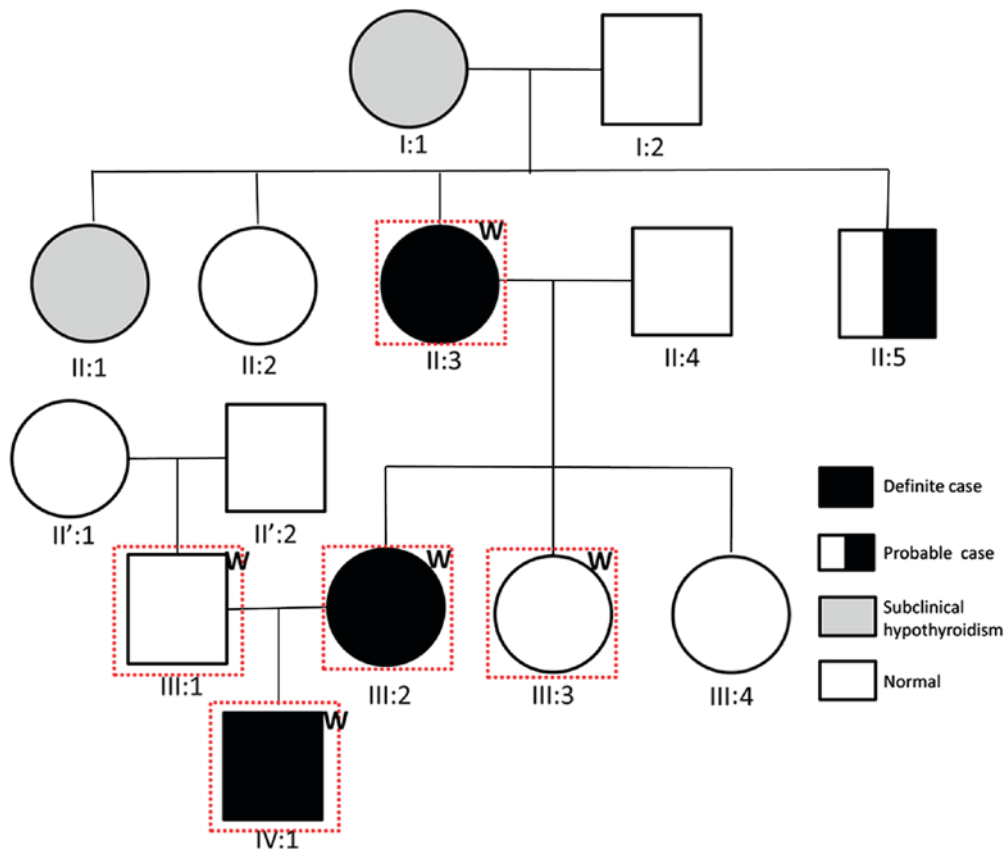 I:1
I:2
W
II:1
II:2
II:3
II:4
II:5
II':1
II':2
W
W
W
III:1
III:2
III:3
III:4
W
IV:1
Definite case
Probable case
Subclinical
hypothyroidism
Normal